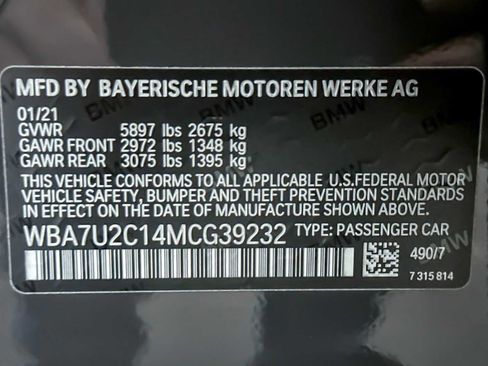 MFD BY BAYERISCHE MOTOREN WERKE AG
01/21
GVWR 5897 lbs 2675 kg
GAWR FRONT 2972 lbs 1348 kg
GAWR REAR 3075 lbs 1395 kg
THIS VEHICLE CONFORMS TO ALL APPLICABLE U.S.FEDERAL MOTOR
VEHICLE SAFETY, BUMPER AND THEFT PREVENTION STANDARDS
IN EFFECT ON THE DATE OF MANUFACTURE SHOWN ABOVE.
WBA7U2C14MCG39232 TYPE: PASSENGER CAR
490/7
7 315 814